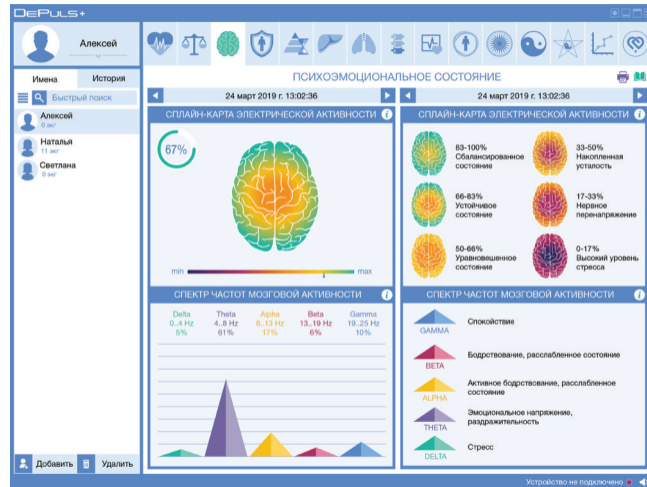 DePuls+
Алексей
Имена
История
Быстрый поиск
Алексей
0 экг
Наталья
11 экг
Светлана
0 экг
Добавить
Удалить
ПСИХОЭМОЦИОНАЛЬНОЕ СОСТОЯНИЕ
24 март 2019 г. 13:02:36
СПЛАЙН-КАРТА ЭЛЕКТРИЧЕСКОЙ АКТИВНОСТИ
67%
min
max
СПЕКТР ЧАСТОТ МОЗГОВОЙ АКТИВНОСТИ
Delta Theta Alpha Beta Gamma
0..4 Hz 4..8 Hz 8..13 Hz 13..19 Hz 19..25 Hz
5% 61% 17% 6% 10%
24 март 2019 г. 13:02:36
СПЛАЙН-КАРТА ЭЛЕКТРИЧЕСКОЙ АКТИВНОСТИ
83-100%
Сбалансированное
состояние
33-50%
Накопленная
усталость
66-83%
Устойчивое
состояние
17-33%
Нервное
перенапряжение
50-66%
Уравновешенное
состояние
0-17%
Высокий уровень
стресса
СПЕКТР ЧАСТОТ МОЗГОВОЙ АКТИВНОСТИ
GAMMA
Спокойствие
BETA
Бодрствование, расслабленное состояние
ALPHA
Активное бодрствование, расслабленное
состояние
THETA
Эмоциональное напряжение,
раздражительность
DELTA
Стресс
Устройство не подключено